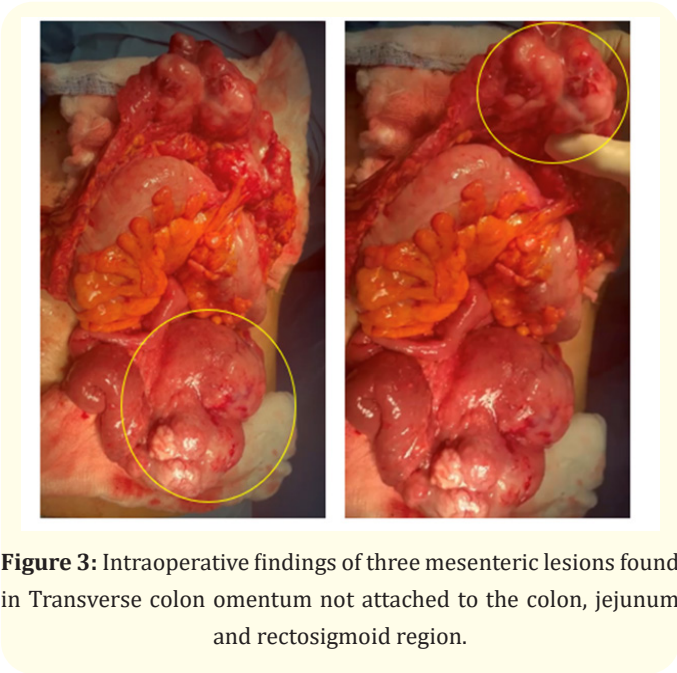 Figure 3: Intraoperative findings of three mesenteric lesions found
in Transverse colon omentum not attached to the colon, jejunum
and rectosigmoid region.